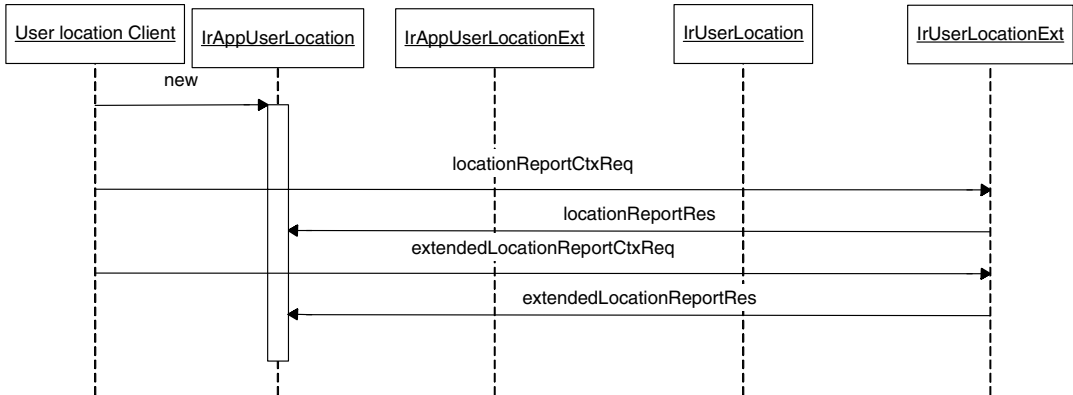 User location Client
IrAppUserLocation
IrAppUserLocationExt
IrUserLocation
IrUserLocationExt
new
locationReportCtxReq
locationReportRes
extendedLocationReportCtxReq
extendedLocationReportRes